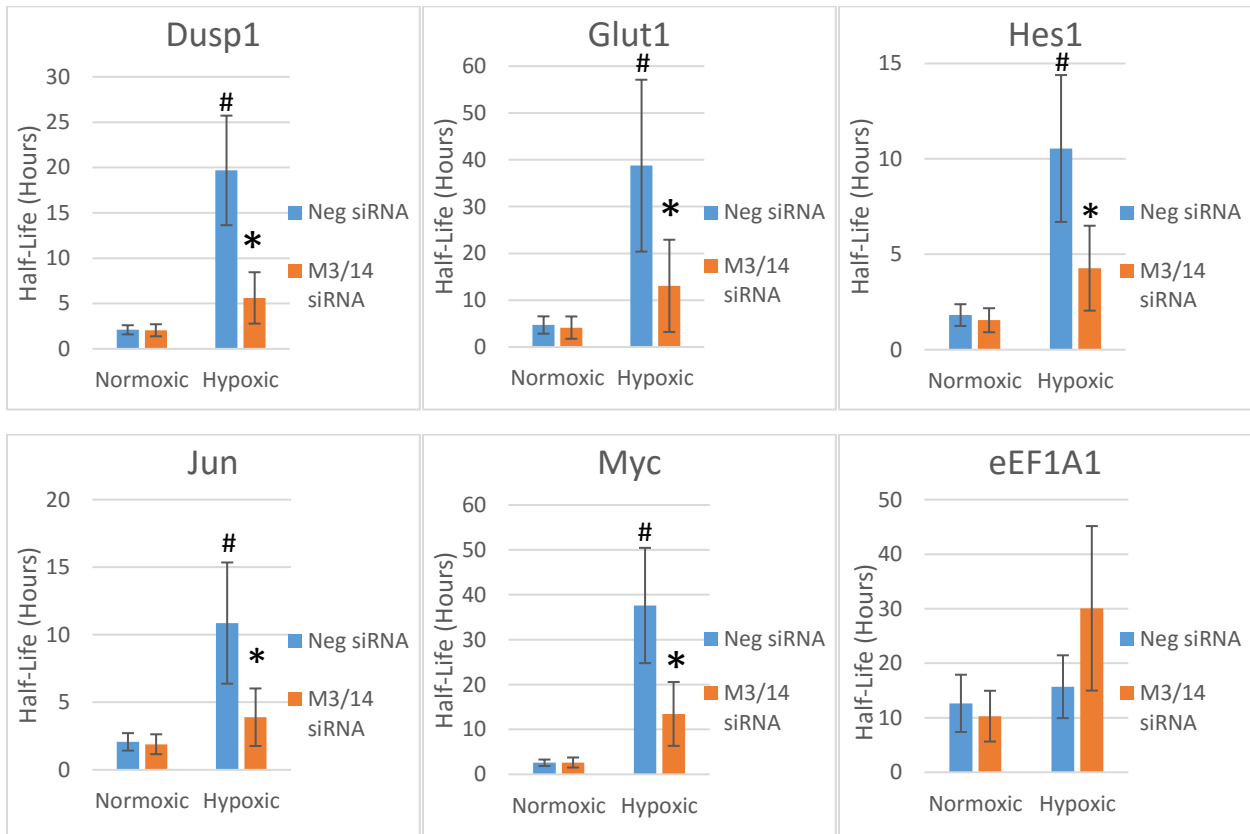 Dusp1
Half-Life (Hours)
30
25
20
15
10
5
0
#
*
Normoxic Hypoxic
Neg siRNA
M3/14
siRNA
Glut1
Half-Life (Hours)
60
50
40
30
20
10
0
#
*
Normoxic Hypoxic
Neg siRNA
M3/14
siRNA
Hes1
Half-Life (Hours)
15
10
5
0
#
*
Normoxic Hypoxic
Neg siRNA
M3/14
siRNA
Jun
Half-Life (Hours)
20
15
10
5
0
#
*
Normoxic Hypoxic
Neg siRNA
M3/14
siRNA
Myc
Half-Life (Hours)
60
50
40
30
20
10
0
#
*
Normoxic Hypoxic
Neg siRNA
M3/14
siRNA
eEF1A1
Half-Life (Hours)
50
40
30
20
10
0
Normoxic Hypoxic
Neg siRNA
M3/14
siRNA